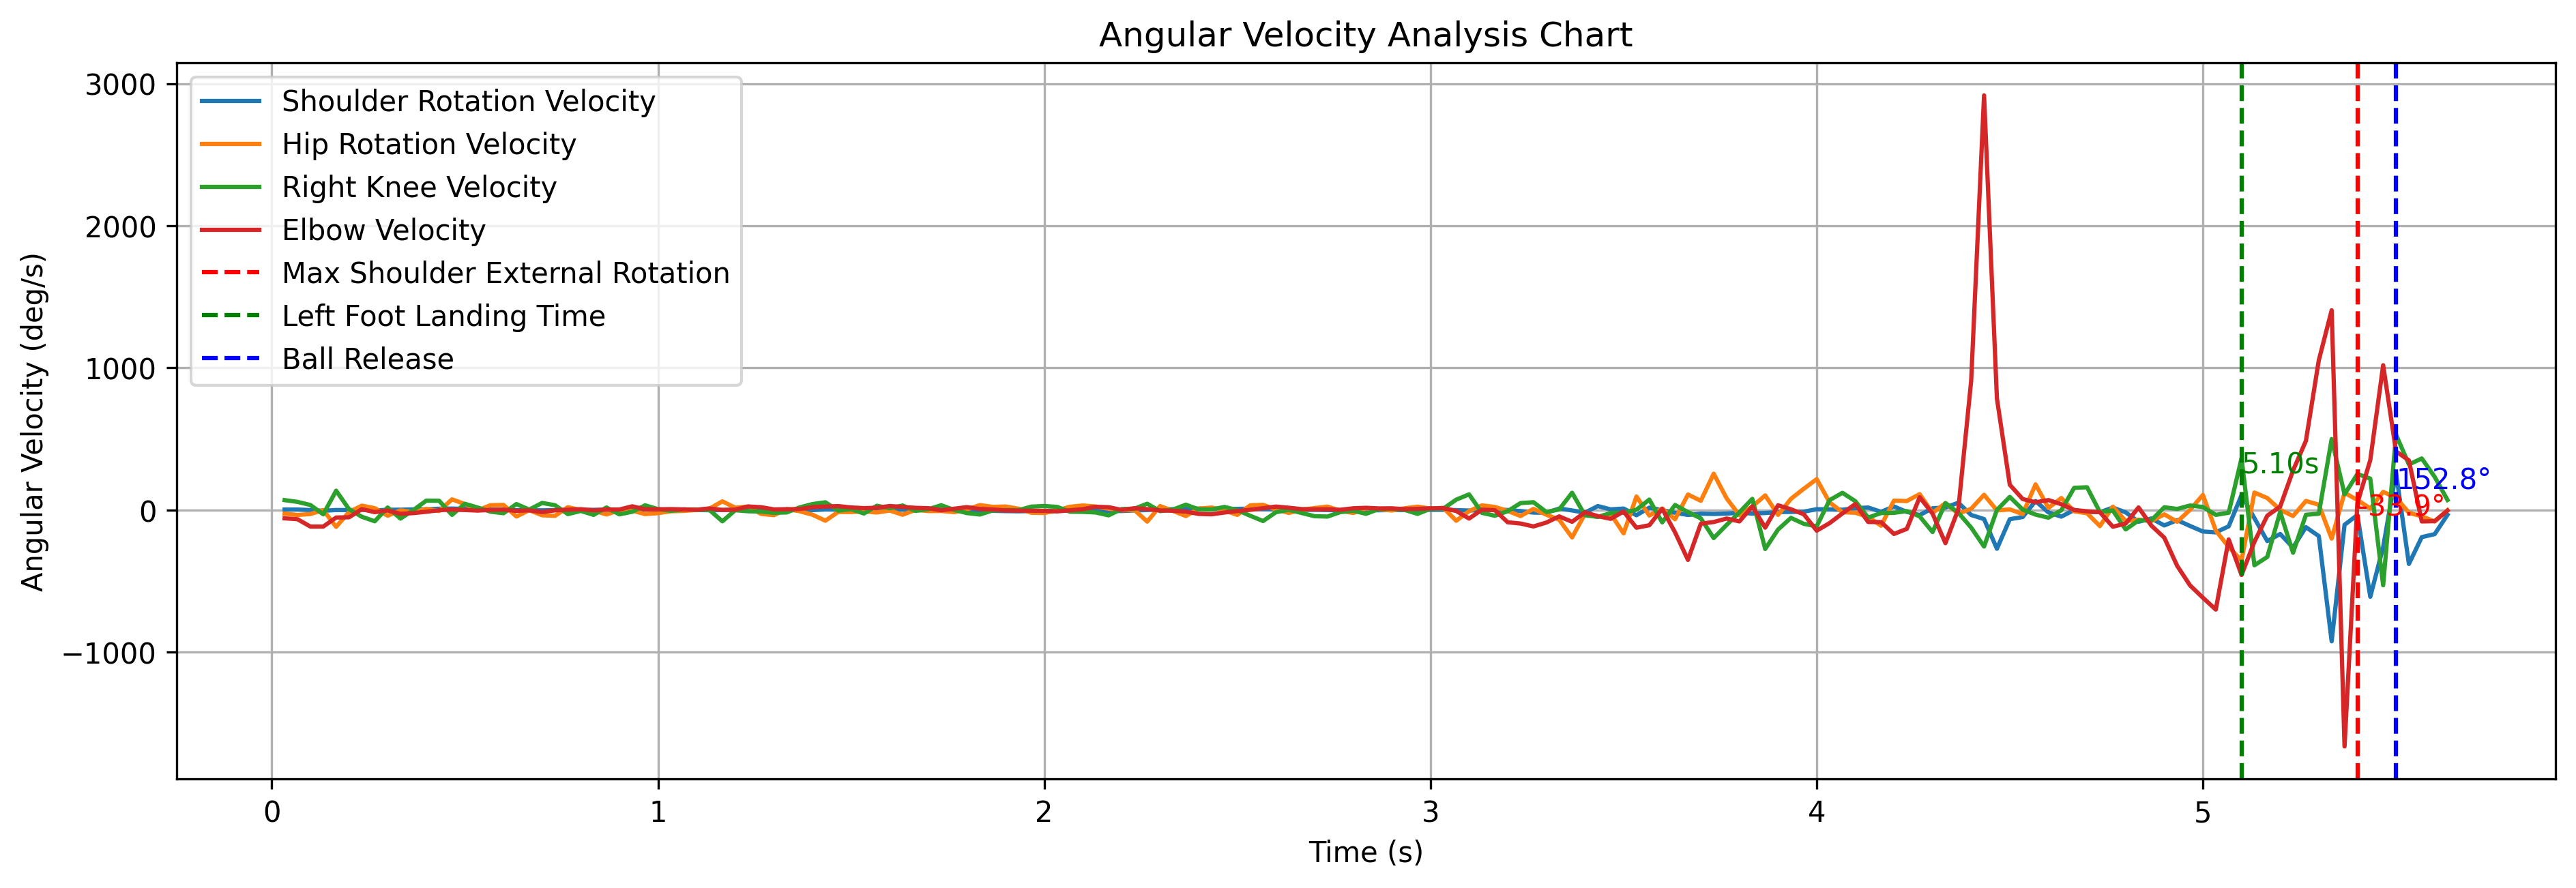 Angular Velocity Analysis Chart
Angular Velocity (deg/s)
3000
2000
1000
0
−1000
Shoulder Rotation Velocity
Hip Rotation Velocity
Right Knee Velocity
Elbow Velocity
Max Shoulder External Rotation
Left Foot Landing Time
Ball Release
5.10s
152.8°
0
1
2
3
4
5
Time (s)